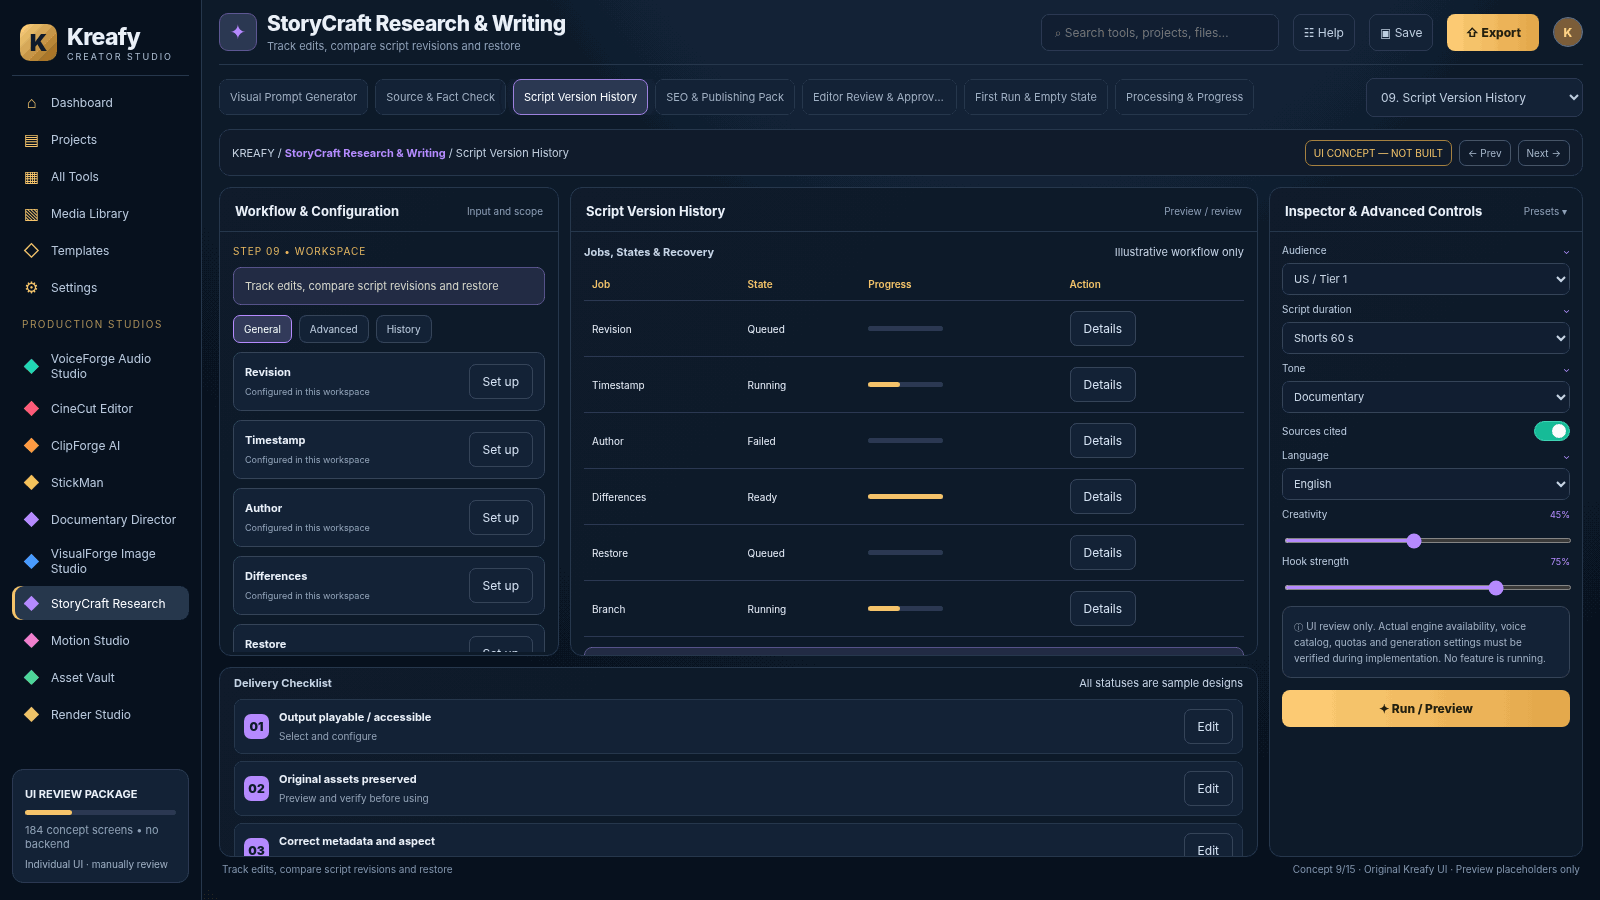 K
Kreafy
CREATOR STUDIO
Dashboard
Projects
All Tools
Media Library
Templates
Settings
PRODUCTION STUDIOS
VoiceForge Audio
Studio
CineCut Editor
ClipForge AI
StickMan
Documentary Director
VisualForge Image
Studio
StoryCraft Research
Motion Studio
Asset Vault
Render Studio
UI REVIEW PACKAGE
184 concept screens • no
backend
Individual UI · manually review
StoryCraft Research & Writing
Track edits, compare script revisions and restore
Search tools, projects, files...
Help
Save
Export
K
Visual Prompt Generator
Source & Fact Check
Script Version History
SEO & Publishing Pack
Editor Review & Approv...
First Run & Empty State
Processing & Progress
09. Script Version History
KREAFY / StoryCraft Research & Writing / Script Version History
UI CONCEPT — NOT BUILT
← Prev
Next →
Workflow & Configuration
Input and scope
STEP 09 • WORKSPACE
Track edits, compare script revisions and restore
General
Advanced
History
Revision
Configured in this workspace
Set up
Timestamp
Configured in this workspace
Set up
Author
Configured in this workspace
Set up
Differences
Configured in this workspace
Set up
Restore
Set up
Script Version History
Preview / review
Jobs, States & Recovery
Illustrative workflow only
Job State Progress Action
Revision Queued Details
Timestamp Running Details
Author Failed Details
Differences Ready Details
Restore Queued Details
Branch Running Details
Delivery Checklist
All statuses are sample designs
01
Output playable / accessible
Select and configure
Edit
02
Original assets preserved
Preview and verify before using
Edit
03
Correct metadata and aspect
Edit
Inspector & Advanced Controls
Presets ▾
Audience
US / Tier 1
Script duration
Shorts 60 s
Tone
Documentary
Sources cited
Language
English
Creativity
45%
Hook strength
75%
ⓘ UI review only. Actual engine availability, voice
catalog, quotas and generation settings must be
verified during implementation. No feature is running.
✦ Run / Preview
Track edits, compare script revisions and restore
Concept 9/15 · Original Kreafy UI · Preview placeholders only